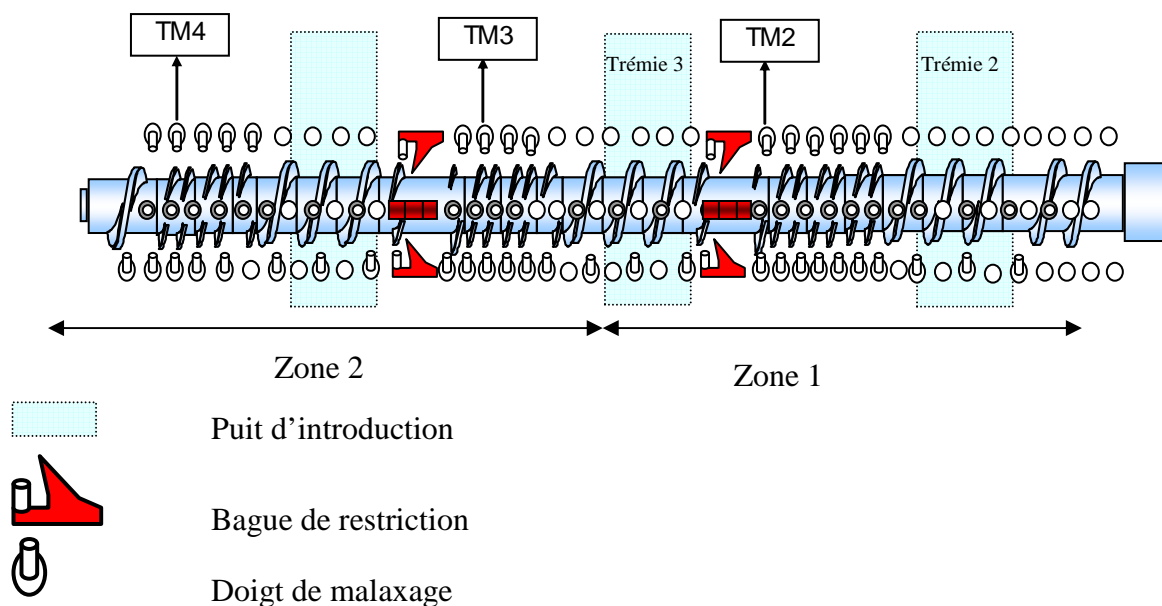 TM4
TM3
TM2
Trémie 3
Trémie 2
Zone 2
Zone 1
Puit d'introduction
Bague de restriction
Doigt de malaxage